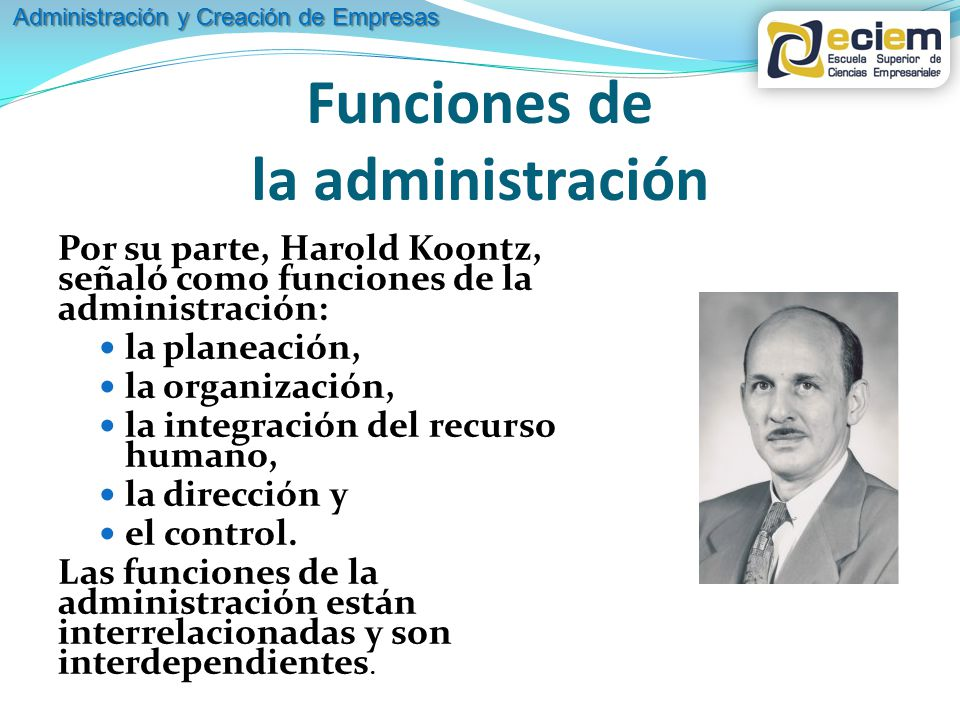 Administración y Creación de Empresas
eciem
Escuela Superior de
Ciencias Empresariales
Funciones de
la administración
Por su parte, Harold Koontz,
señaló como funciones de la
administración:
la planeación,
la organización,
la integración del recurso
humano,
la dirección y
el control.
Las funciones de la
administración están
interrelacionadas y son
interdependientes.